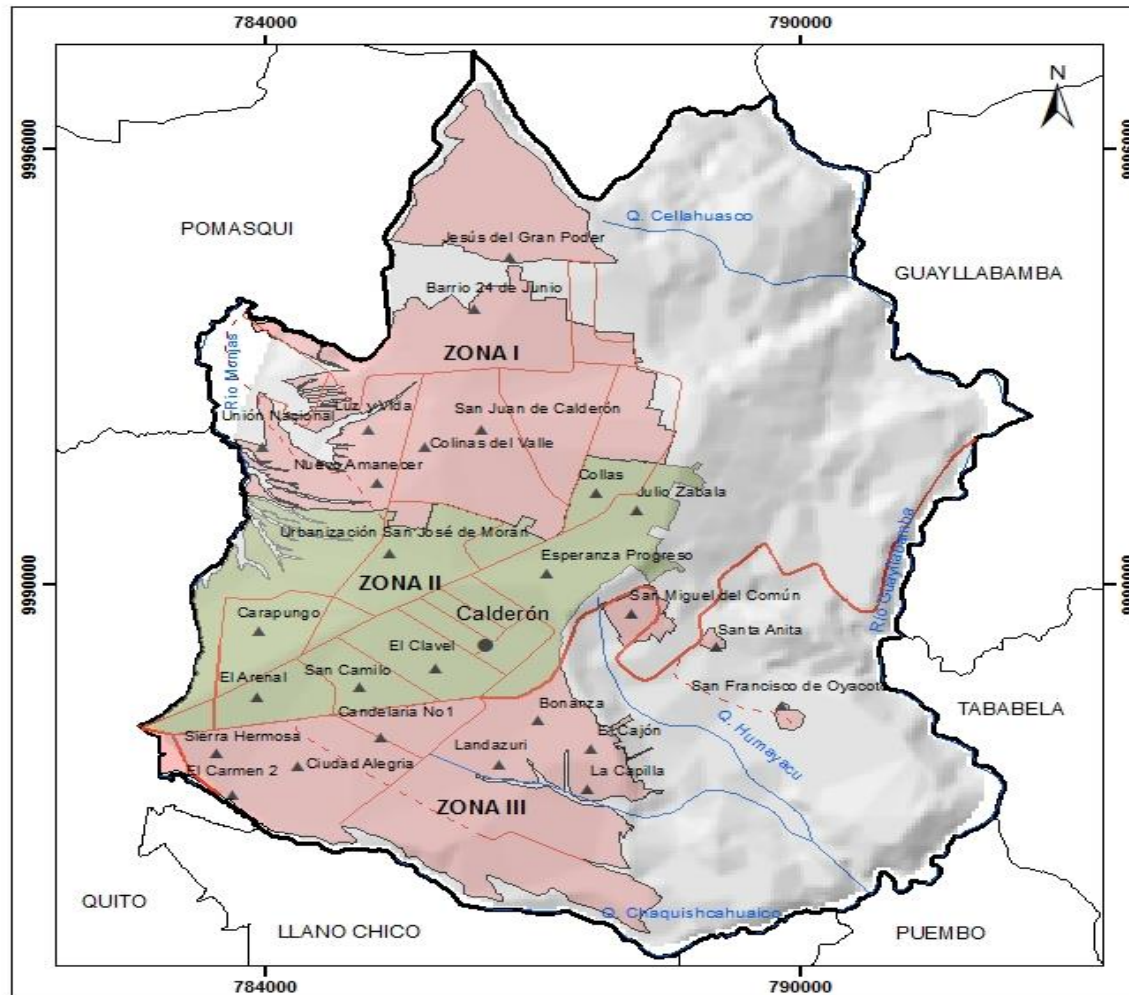 784000
790000
N
9996000
9996000
POMASQUI
Q. Cellahuasco
Jesús del Gran Poder
GUAYLLABAMBA
Barrio 24 de Junio
ZONA I
Río Monjas
Unión Nacional
Luz y Vida
San Juan de Calderón
Colinas del Valle
Nuevo Amanecer
Collas
Julio Zabala
Urbanización San José de Morán
Esperanza Progreso
Río Guayllabamba
9990000
9990000
ZONA II
Carapungo
Calderón
San Miguel del Común
El Clavel
Santa Anita
San Camilo
El Arenal
San Francisco de Oyacoto
Candelaria No1
Bonanza
TABABELA
Q. Humayacu
Sierra Hermosa
Landazuri
El Cajón
El Carmen 2
Ciudad Alegria
La Capilla
ZONA III
QUITO
LLANO CHICO
Q. Chaquishcahuaico
PUEMBO
784000
790000